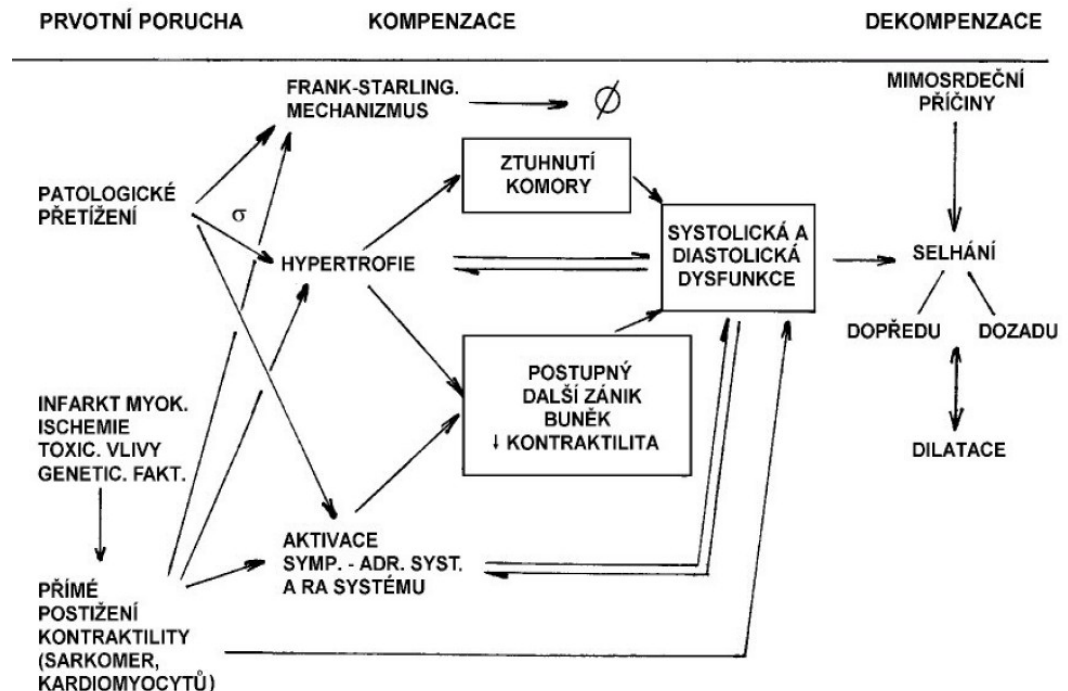 PRVOTNÍ PORUCHA
KOMPENZACE
DEKOMPENZACE
FRANK-STARLING.
MECHANIZMUS
Ø
MIMOSRDEČNÍ
PŘÍČINY
ZTUHNUTÍ
KOMORY
PATOLOGICKÉ
PŘETÍŽENÍ
σ
HYPERTROFIE
SYSTOLICKÁ A
DIASTOLICKÁ
DYSFUNKCE
SELHÁNÍ
DOPŘEDU
DOZADU
POSTUPNÝ
DALŠÍ ZÁNIK
BUNĚK
↓ KONTRAKTILITA
INFARKT MYOK.
ISCHEMIE
TOXIC. VLIVY
GENETIC. FAKT.
DILATACE
AKTIVACE
SYMP. - ADR. SYST.
A RA SYSTÉMU
PŘÍMÉ
POSTIŽENÍ
KONTRAKTILITY
(SARKOMER,
KARDIOMYOCYTŮ)